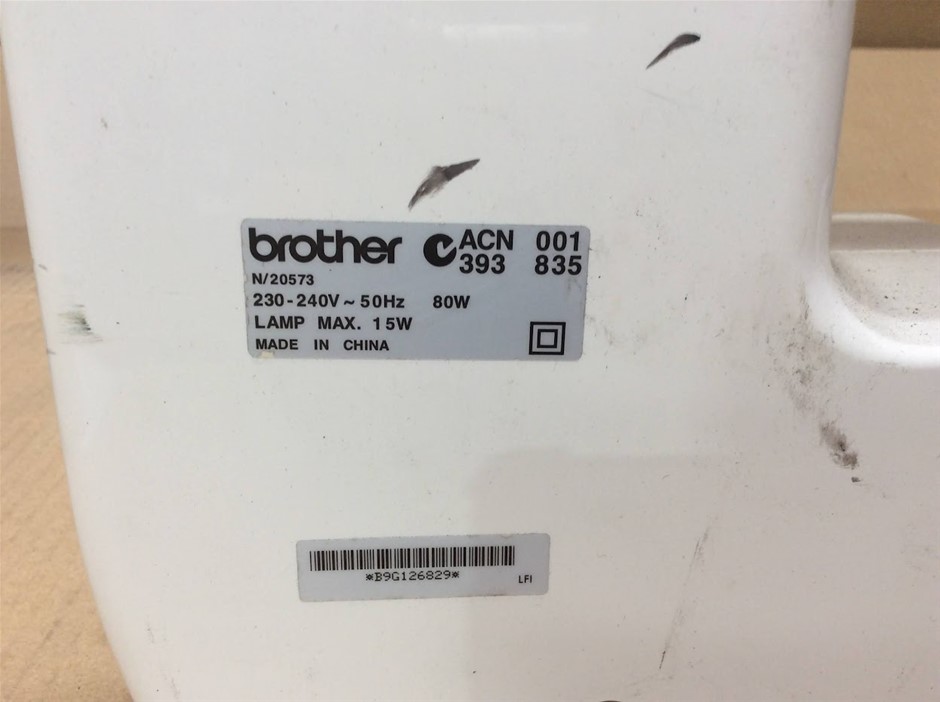 brother ACN 001
393 835
N/20573
230-240V ~ 50Hz 80W
LAMP MAX. 15W
MADE IN CHINA
*B9G126829*
LFI